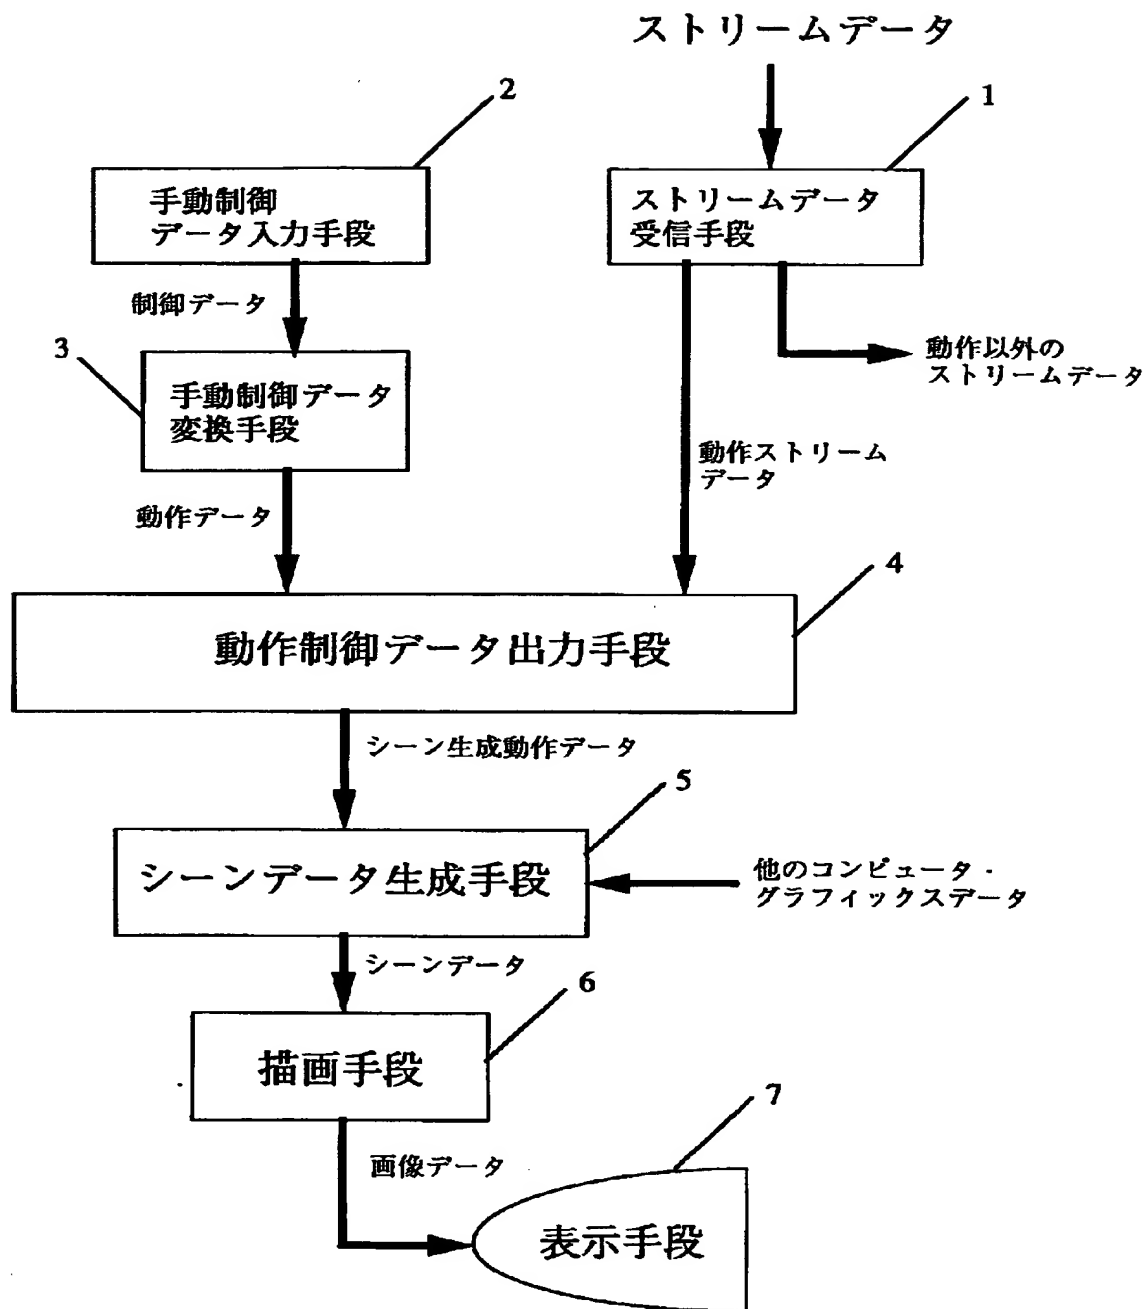 ストリームデータ
2
1
手動制御
データ入力手段
ストリームデータ
受信手段
制御データ
3
動作以外の
ストリームデータ
手動制御データ
変換手段
動作ストリーム
データ
動作データ
4
動作制御データ出力手段
シーン生成動作データ
5
シーンデータ生成手段
他のコンピュータ・
グラフィックスデータ
シーンデータ
6
描画手段
7
画像データ
表示手段